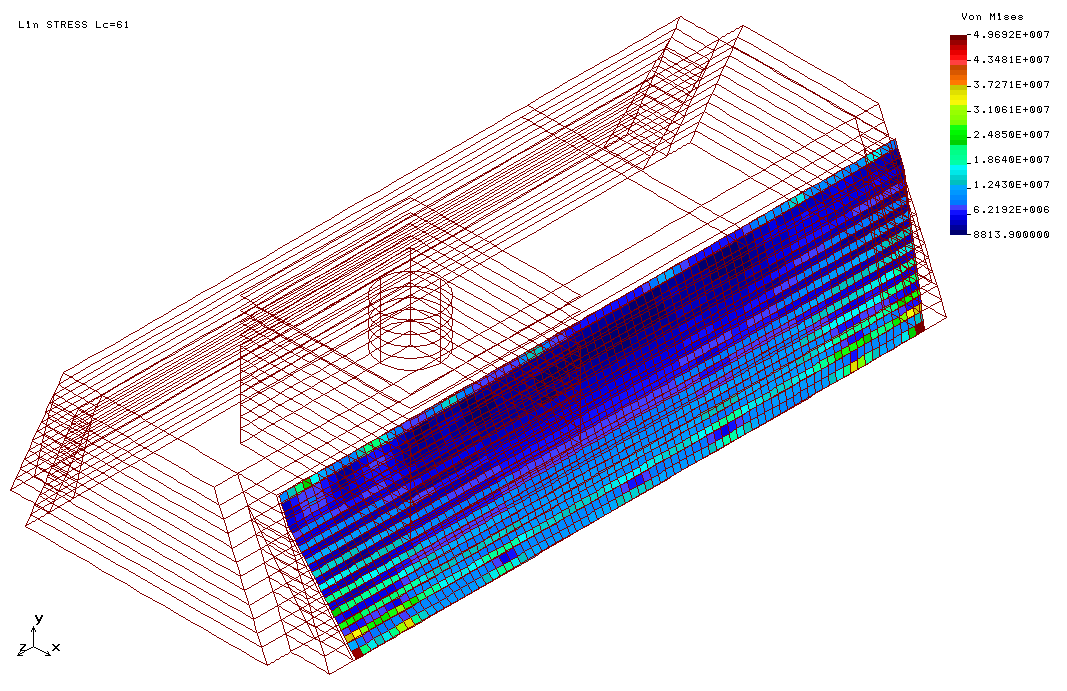 Lin STRESS Lc=61
Von Mises
4.9692E+007
4.3481E+007
3.7271E+007
3.1061E+007
2.4850E+007
1.8640E+007
1.2430E+007
6.2192E+006
8813.900000
y
z
x